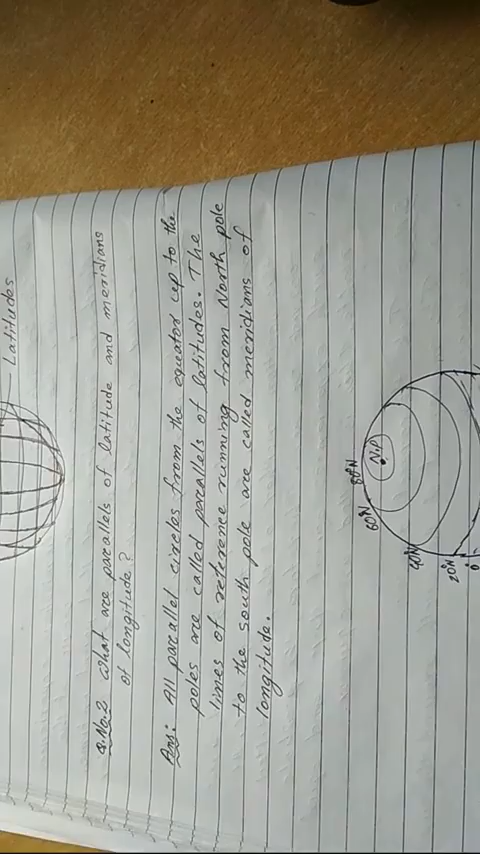 Latitudes
Q.No.2 What are parallels of latitude and meridians
of longitude?
Ans: All parallel circles from the equator up to the
poles are called parallels of latitudes. The
lines of reference running from North pole
to the south pole are called meridians of
longitude.
80°N
N.P
60°N
40°N
20°N
0°